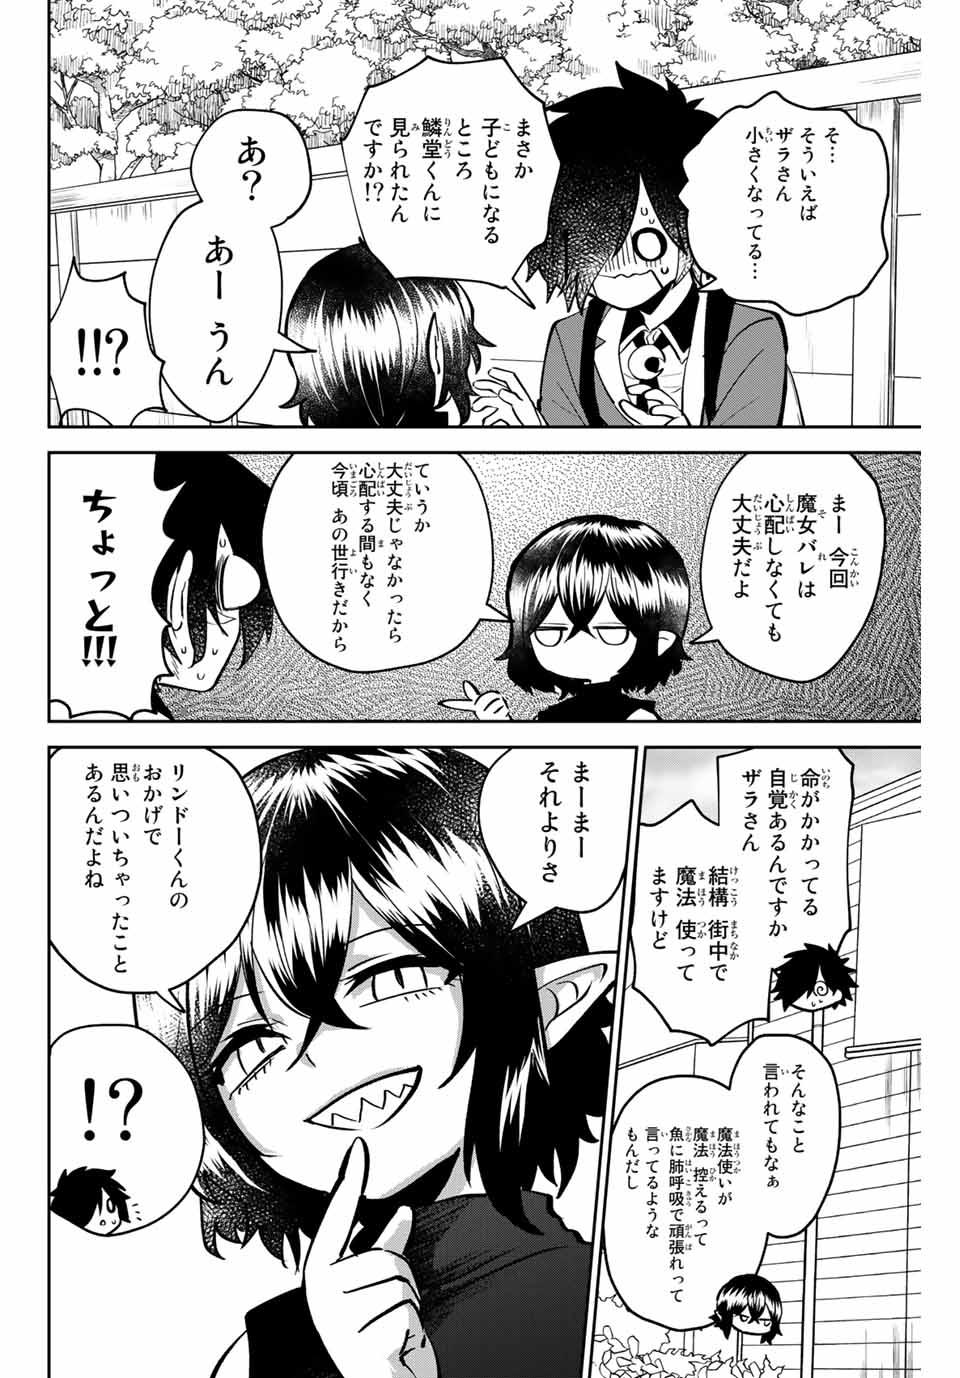 そ…
そういえば
ザラさん
小さくなってる…
まさか
子どもになる
ところ
鱗堂くんに
見られたん
ですか!?
あ?
あー うん
!!?
まー 今回
魔女バレは
心配しなくても
大丈夫だよ
ていうか
大丈夫じゃなかったら
心配する間もなく
今頃 あの世行きだから
ちょっと!!!
命がかかってる
自覚あるんですか
ザラさん
結構 街中で
魔法 使って
ますけど
そんなこと
言われてもなぁ
魔法使いが
魔法 控えるって
魚に肺呼吸で頑張れって
言ってるような
もんだし
まーまー
それよりさ
リンドーくんの
おかげで
思いついちゃったこと
あるんだよね
!?